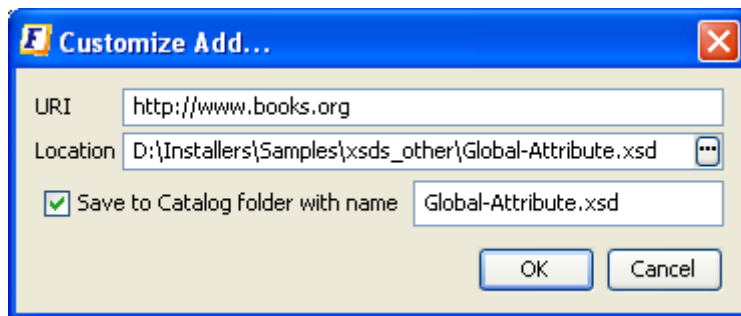 F Customize Add...
URI http://www.books.org
Location D:\Installers\Samples\xsds_other\Global-Attribute.xsd ...
Save to Catalog folder with name Global-Attribute.xsd
OK Cancel